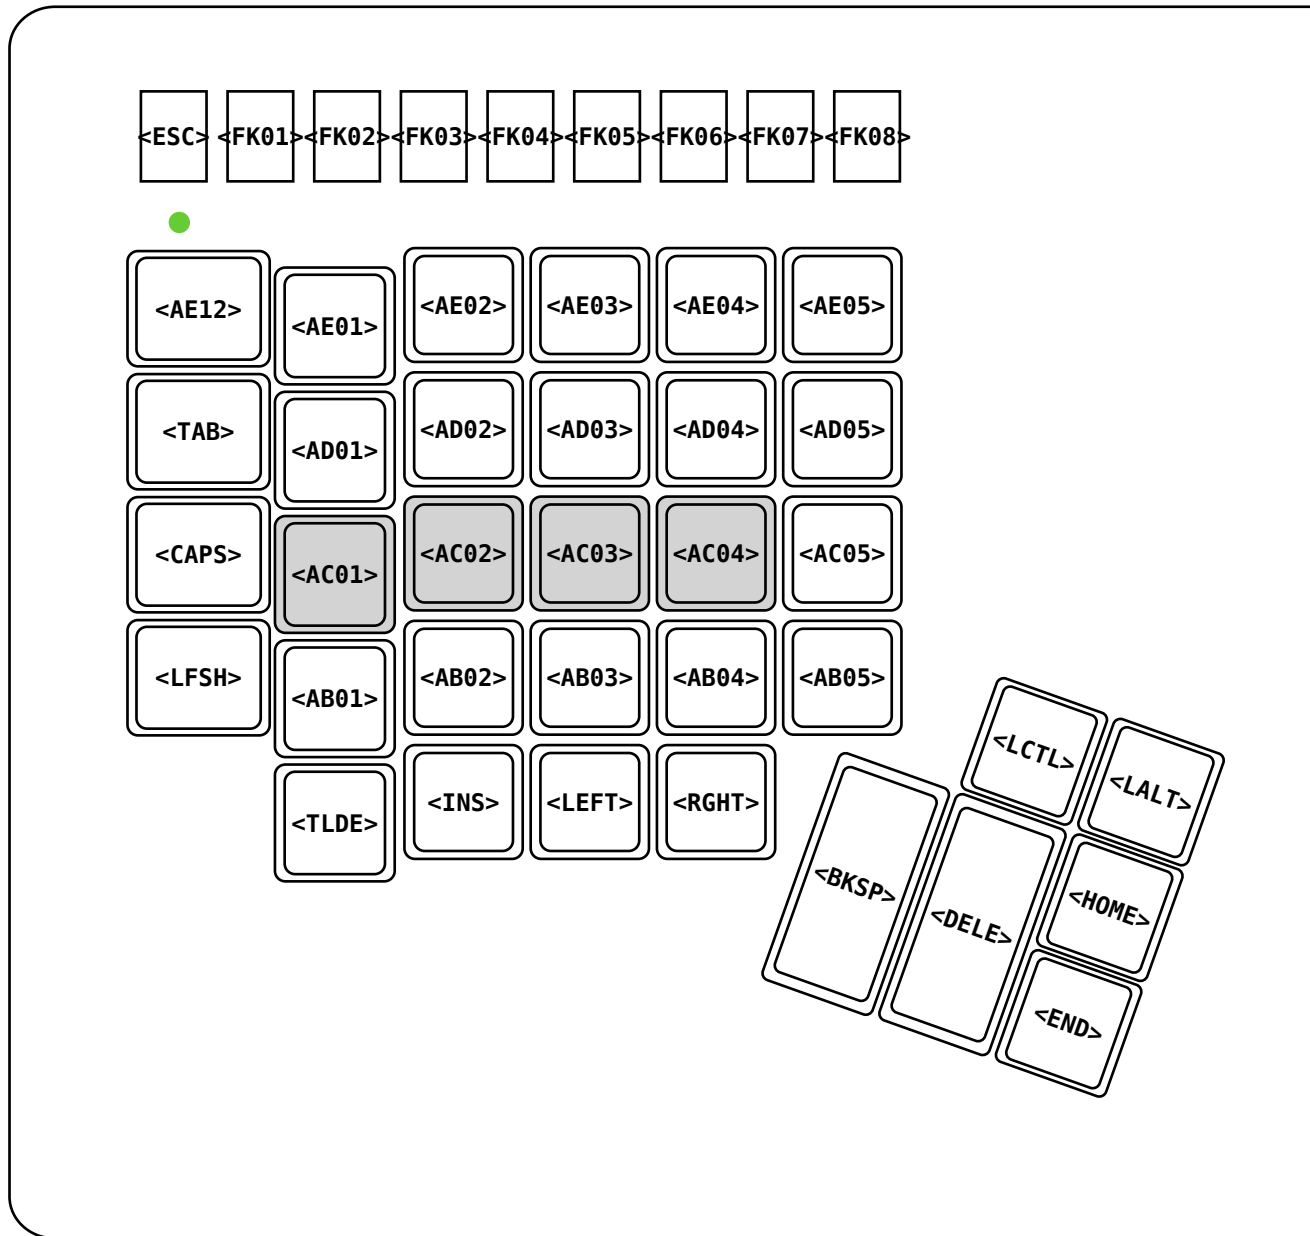 <ESC> <FK01> <FK02> <FK03> <FK04> <FK05> <FK06> <FK07> <FK08>
<AE12> <AE01> <AE02> <AE03> <AE04> <AE05>
<TAB> <AD01> <AD02> <AD03> <AD04> <AD05>
<CAPS> <AC01> <AC02> <AC03> <AC04> <AC05>
<LFSH> <AB01> <AB02> <AB03> <AB04> <AB05>
<TLDE> <INS> <LEFT> <RGHT>
<LCTL> <LALT>
<BKSP> <DELE> <HOME>
<END>